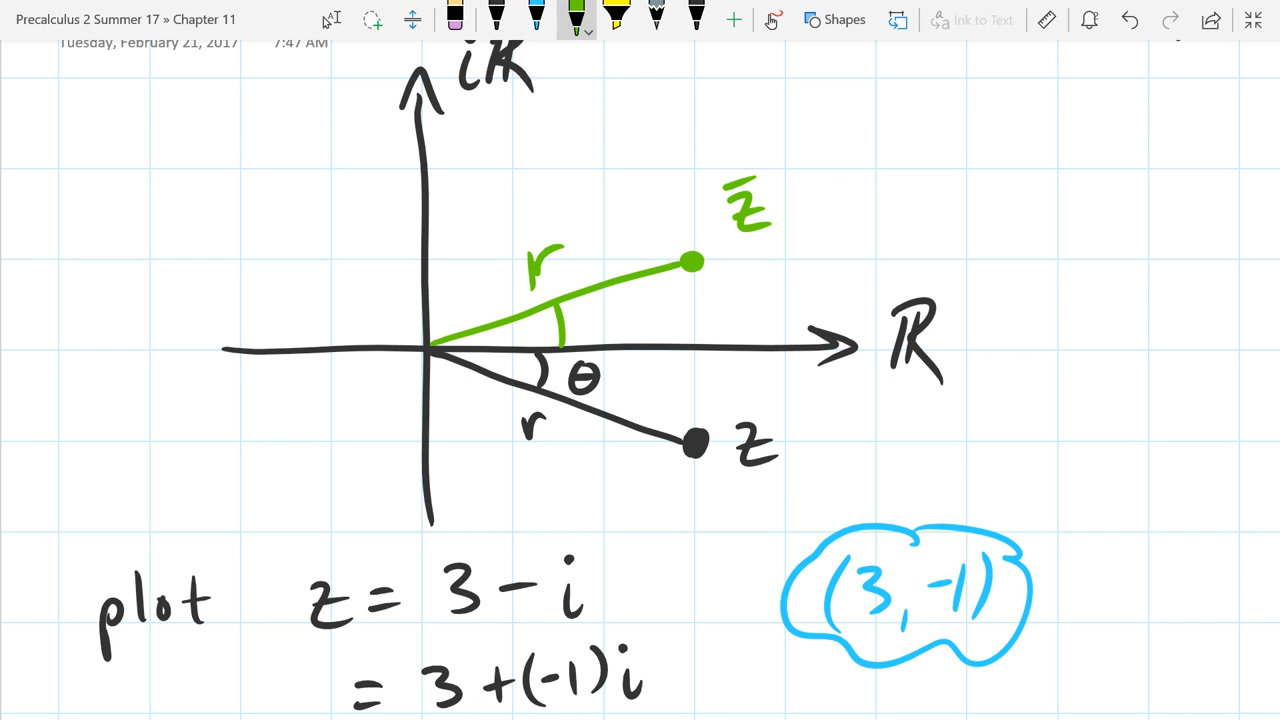 Precalculus 2 Summer 17 » Chapter 11
Shapes
Ink to Text
Tuesday, February 21, 2017 7:47 AM
iℝ
z̅
r
ℝ
θ
r
z
plot z = 3 - i
(3, -1)
= 3 + (-1)i